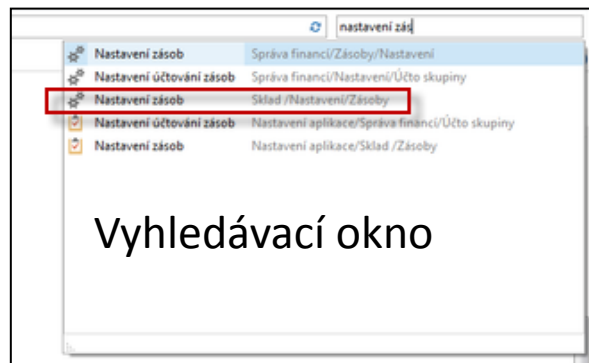 nastavení zás
Nastavení zásob Správa financí/Zásoby/Nastavení
Nastavení účtování zásob Správa financí/Nastavení/Účto skupiny
Nastavení zásob Sklad /Nastavení/Zásoby
Nastavení účtování zásob Nastavení aplikace/Správa financí/Účto skupiny
Nastavení zásob Nastavení aplikace/Sklad /Zásoby
Vyhledávací okno